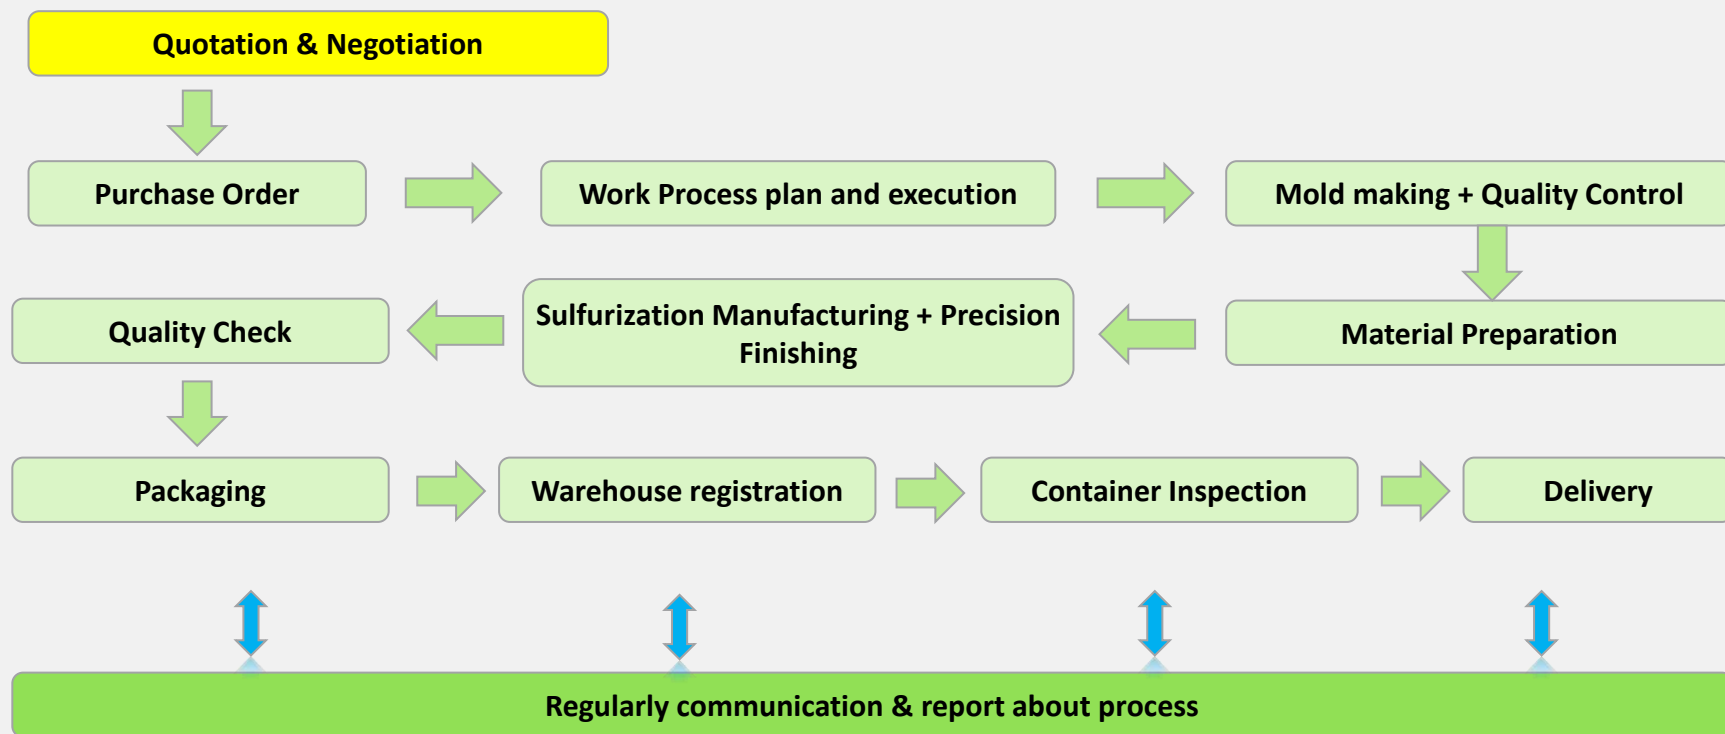 Quotation & Negotiation
Purchase Order
Work Process plan and execution
Mold making + Quality Control
Material Preparation
Sulfurization Manufacturing + Precision
Finishing
Quality Check
Packaging
Warehouse registration
Container Inspection
Delivery
Regularly communication & report about process